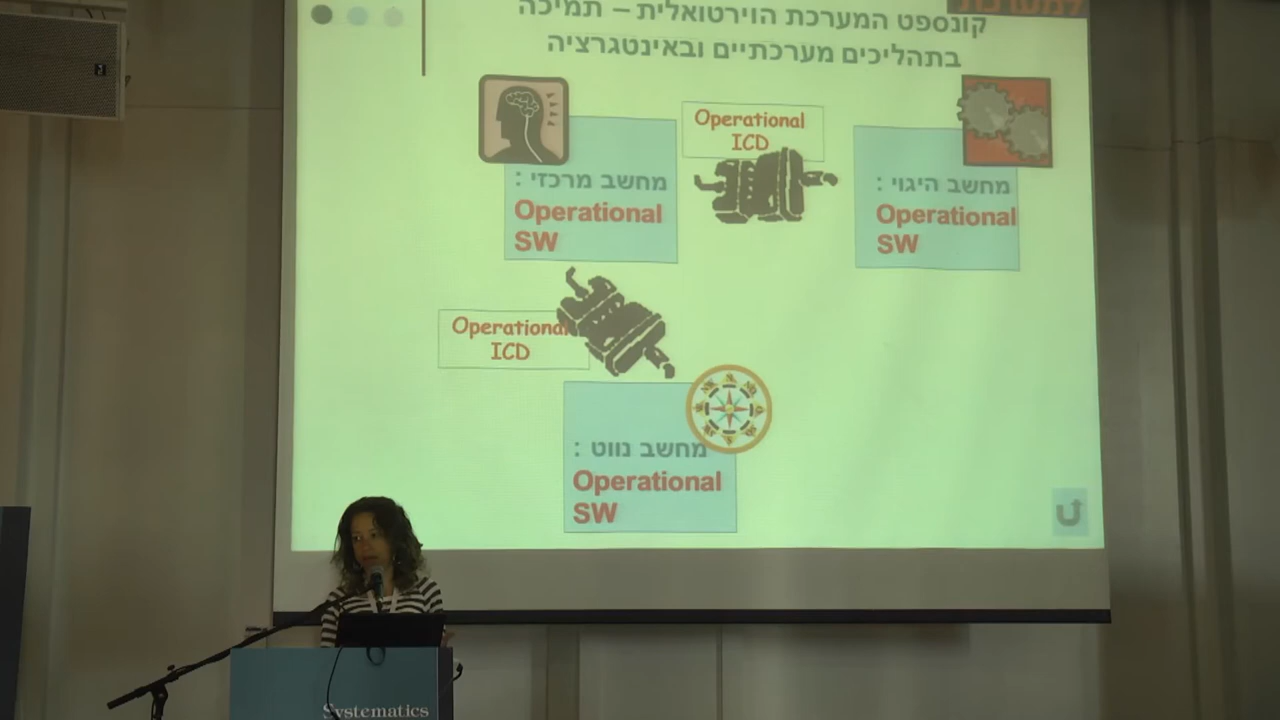 למערכת
קונספט המערכת הוירטואלית – תמיכה
בתהליכים מערכתיים ובאינטגרציה
Operational
ICD
מחשב היגוי :
Operational
SW
מחשב מרכזי :
Operational
SW
Operational
ICD
מחשב נווט :
Operational
SW
Systematics